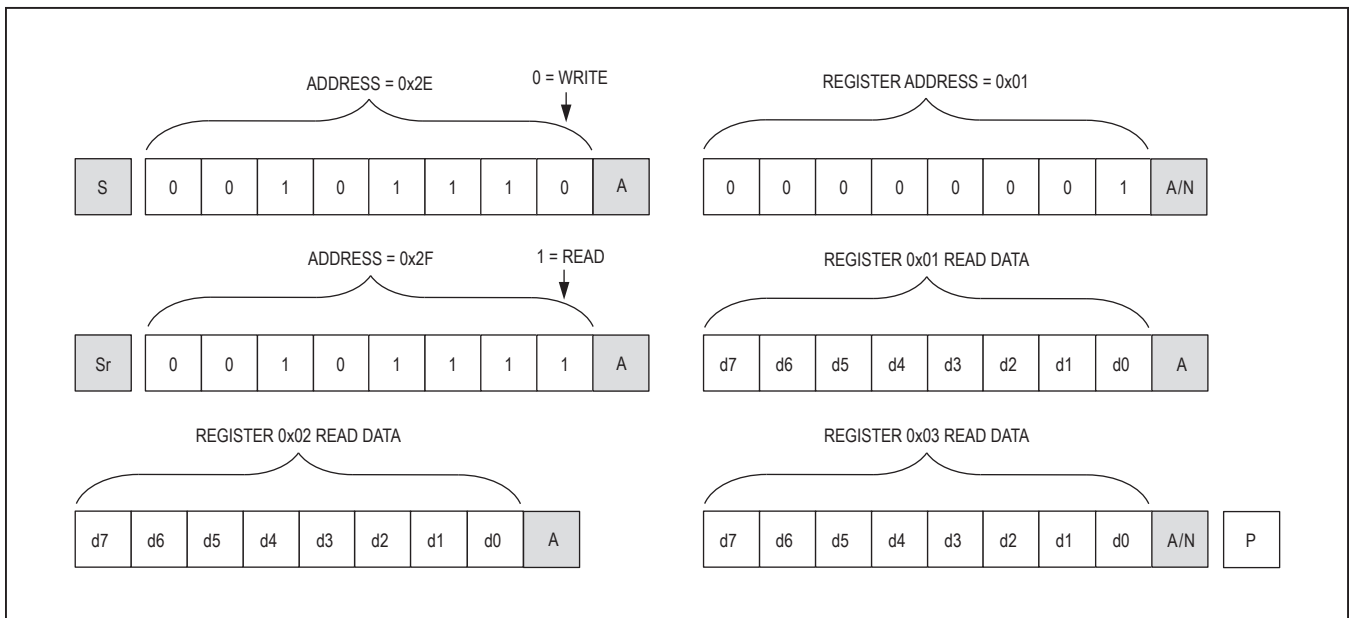 ADDRESS = 0x2E 0 = WRITE REGISTER ADDRESS = 0x01
S 0 0 1 0 1 1 1 0 A 0 0 0 0 0 0 0 1 A/N
ADDRESS = 0x2F 1 = READ REGISTER 0x01 READ DATA
Sr 0 0 1 0 1 1 1 1 A d7 d6 d5 d4 d3 d2 d1 d0 A
REGISTER 0x02 READ DATA REGISTER 0x03 READ DATA
d7 d6 d5 d4 d3 d2 d1 d0 A d7 d6 d5 d4 d3 d2 d1 d0 A/N P